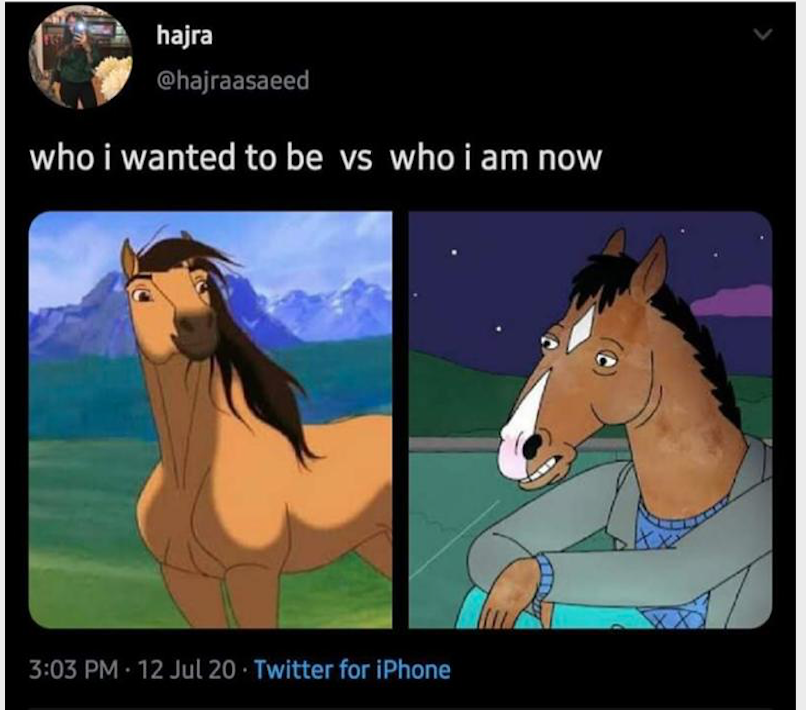 hajra
@hajraasaeed
who i wanted to be vs who i am now
3:03 PM · 12 Jul 20 · Twitter for iPhone